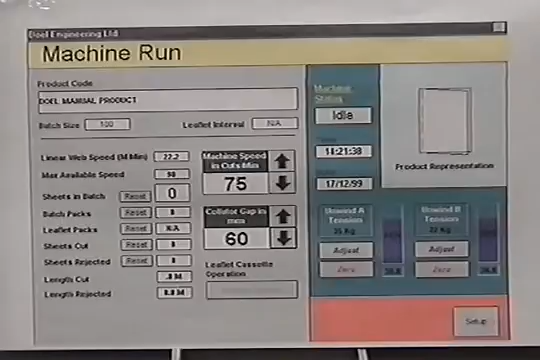 Doel Engineering Ltd
Machine Run
Product Code
DOEL MANUAL PRODUCT
Batch Size 100 Leaflet Interval N/A
Linear Web Speed (M/Min) 22.2
Max Available Speed 90
Sheets in Batch Reset 0
Batch Packs Reset 0
Leaflet Packs Reset N/A
Sheets Cut Reset 0
Sheets Rejected Reset 0
Length Cut
Length Rejected
Machine Speed in Cuts/Min
75
Collator Gap in mm
60
Leaflet Cassette Operation
Machine Status
Idle
14:21:38
17/12/99
Product Representation
Unwind A Tension
Adjust
Zero
Unwind B Tension
Adjust
Zero
Setup